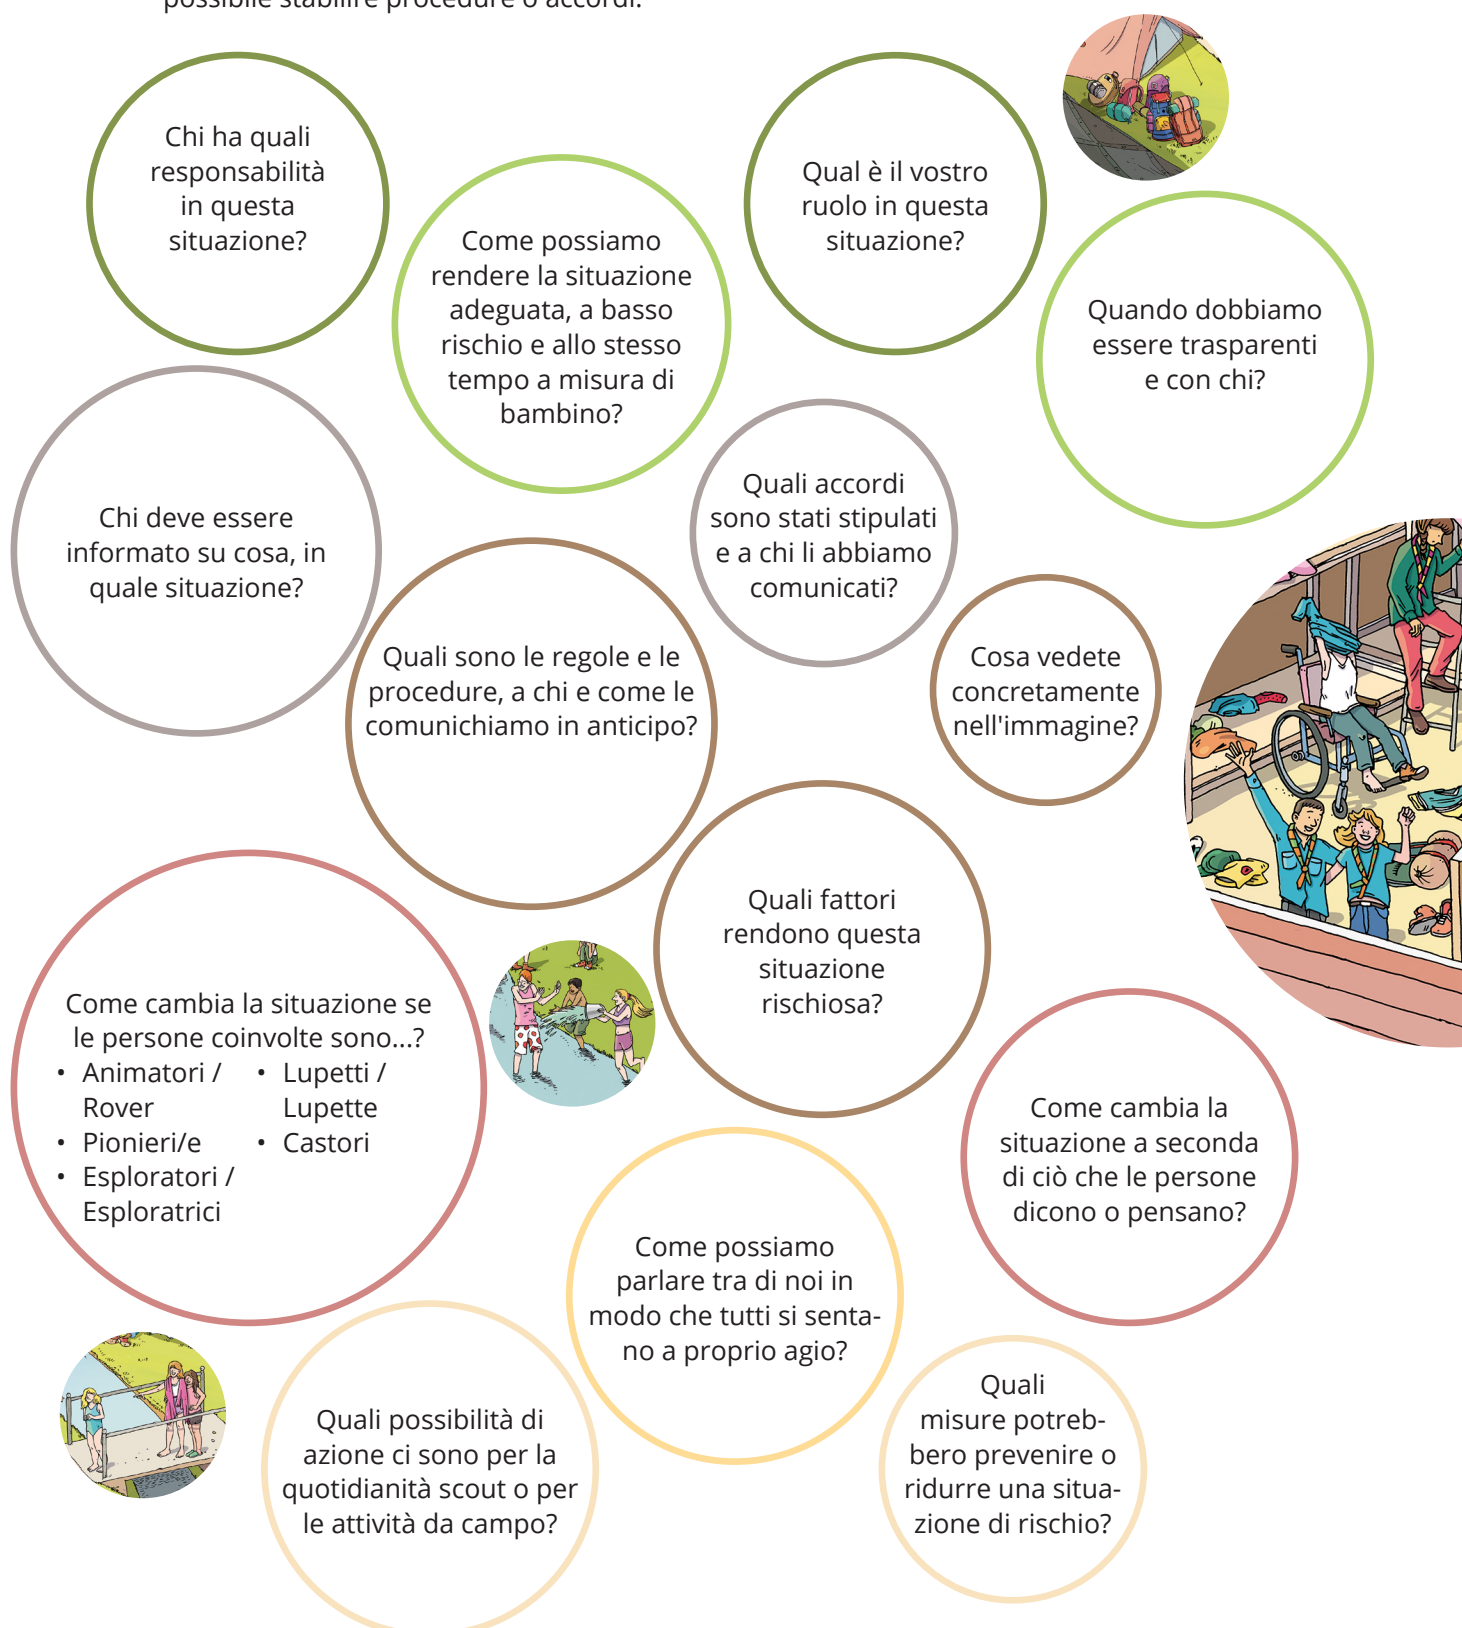 possibile stabilire procedure o accordi.
Chi ha quali
responsabilità
in questa
situazione?
Qual è il vostro
ruolo in questa
situazione?
Come possiamo
rendere la situazione
adeguata, a basso
rischio e allo stesso
tempo a misura di
bambino?
Quando dobbiamo
essere trasparenti
e con chi?
Chi deve essere
informato su cosa, in
quale situazione?
Quali accordi
sono stati stipulati
e a chi li abbiamo
comunicati?
Quali sono le regole e le
procedure, a chi e come le
comunichiamo in anticipo?
Cosa vedete
concretamente
nell'immagine?
Quali fattori
rendono questa
situazione
rischiosa?
Come cambia la situazione se
le persone coinvolte sono...?
• Animatori /
Rover
• Pionieri/e
• Esploratori /
Esploratrici
• Lupetti /
Lupette
• Castori
Come cambia la
situazione a seconda
di ciò che le persone
dicono o pensano?
Come possiamo
parlare tra di noi in
modo che tutti si senta-
no a proprio agio?
Quali possibilità di
azione ci sono per la
quotidianità scout o per
le attività da campo?
Quali
misure potreb-
bero prevenire o
ridurre una situa-
zione di rischio?